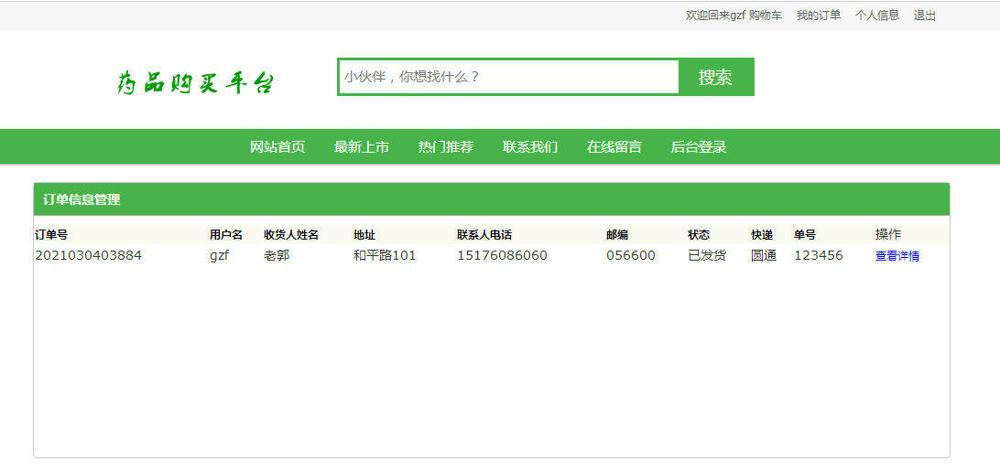 欢迎回来gzf 购物车 我的订单 个人信息 退出
药品购买平台
小伙伴，你想找什么？ 搜索
网站首页 最新上市 热门推荐 联系我们 在线留言 后台登录
订单信息管理
订单号 用户名 收货人姓名 地址 联系人电话 邮编 状态 快递 单号 操作
2021030403884 gzf 老郭 和平路101 15176086060 056600 已发货 圆通 123456 查看详情